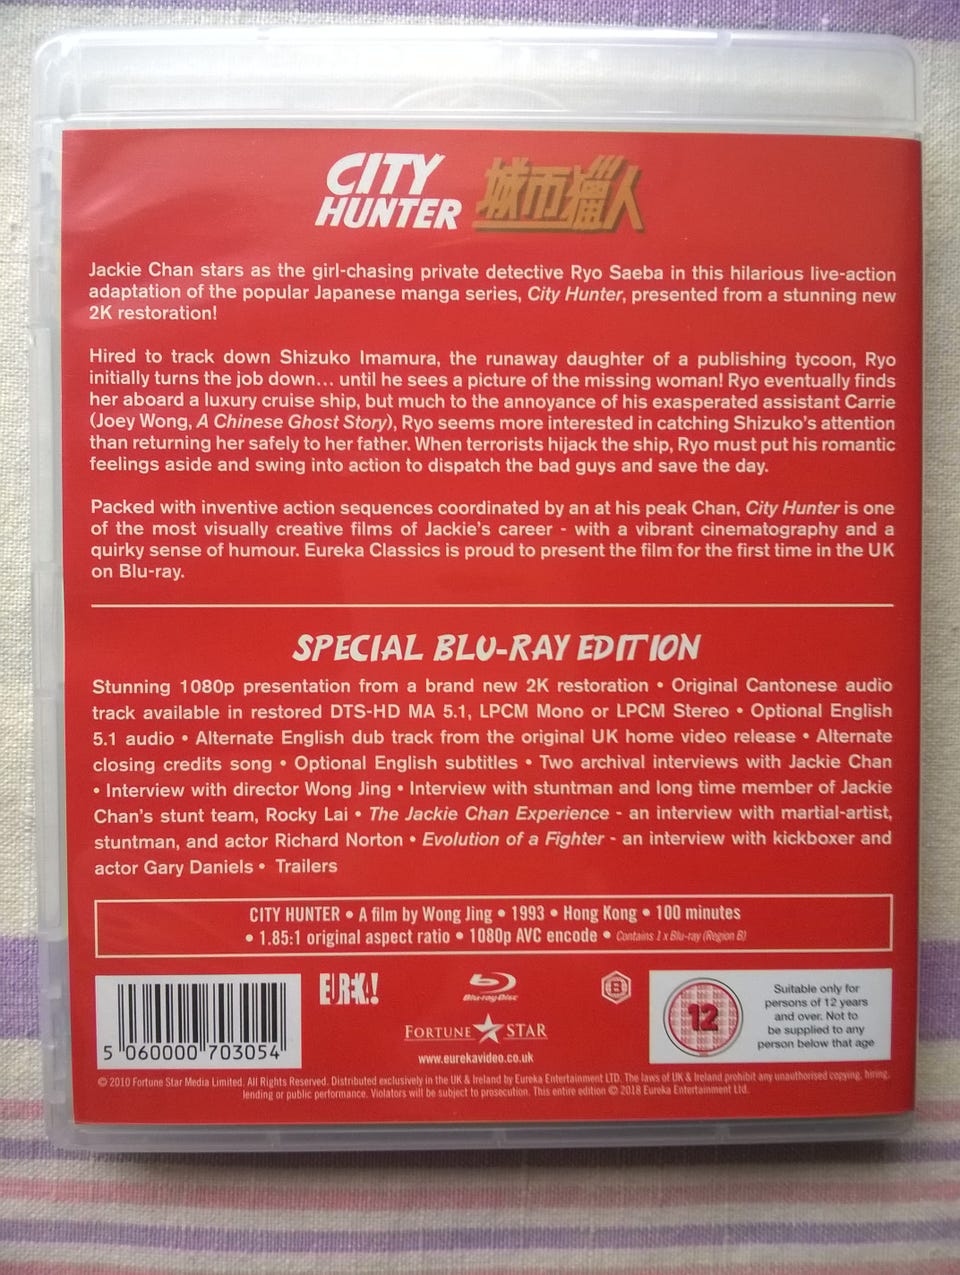 CITY
HUNTER
城市獵人
Jackie Chan stars as the girl-chasing private detective Ryo Saeba in this hilarious live-action
adaptation of the popular Japanese manga series, City Hunter, presented from a stunning new
2K restoration!
Hired to track down Shizuko Imamura, the runaway daughter of a publishing tycoon, Ryo
initially turns the job down... until he sees a picture of the missing woman! Ryo eventually finds
her aboard a luxury cruise ship, but much to the annoyance of his exasperated assistant Carrie
(Joey Wong, A Chinese Ghost Story), Ryo seems more interested in catching Shizuko's attention
than returning her safely to her father. When terrorists hijack the ship, Ryo must put his romantic
feelings aside and swing into action to dispatch the bad guys and save the day.
Packed with inventive action sequences coordinated by an at his peak Chan, City Hunter is one
of the most visually creative films of Jackie's career - with a vibrant cinematography and a
quirky sense of humour. Eureka Classics is proud to present the film for the first time in the UK
on Blu-ray.
SPECIAL BLU-RAY EDITION
Stunning 1080p presentation from a brand new 2K restoration • Original Cantonese audio
track available in restored DTS-HD MA 5.1, LPCM Mono or LPCM Stereo • Optional English
5.1 audio • Alternate English dub track from the original UK home video release • Alternate
closing credits song • Optional English subtitles • Two archival interviews with Jackie Chan
• Interview with director Wong Jing • Interview with stuntman and long time member of Jackie
Chan's stunt team, Rocky Lai • The Jackie Chan Experience - an interview with martial-artist,
stuntman, and actor Richard Norton • Evolution of a Fighter - an interview with kickboxer and
actor Gary Daniels • Trailers
CITY HUNTER • A film by Wong Jing • 1993 • Hong Kong • 100 minutes
• 1.85:1 original aspect ratio • 1080p AVC encode • Contains 1 x Blu-ray (Region B)
5 060000 703054
EUREKA!
Blu-ray Disc
FORTUNE STAR
www.eurekavideo.co.uk
B
12
Suitable only for
persons of 12 years
and over. Not to
be supplied to any
person below that age
© 2010 Fortune Star Media Limited. All Rights Reserved. Distributed exclusively in the UK & Ireland by Eureka Entertainment LTD. The laws of UK & Ireland prohibit any unauthorised copying, hiring,
lending or public performance. Violators will be subject to prosecution. This entire edition © 2018 Eureka Entertainment Ltd.